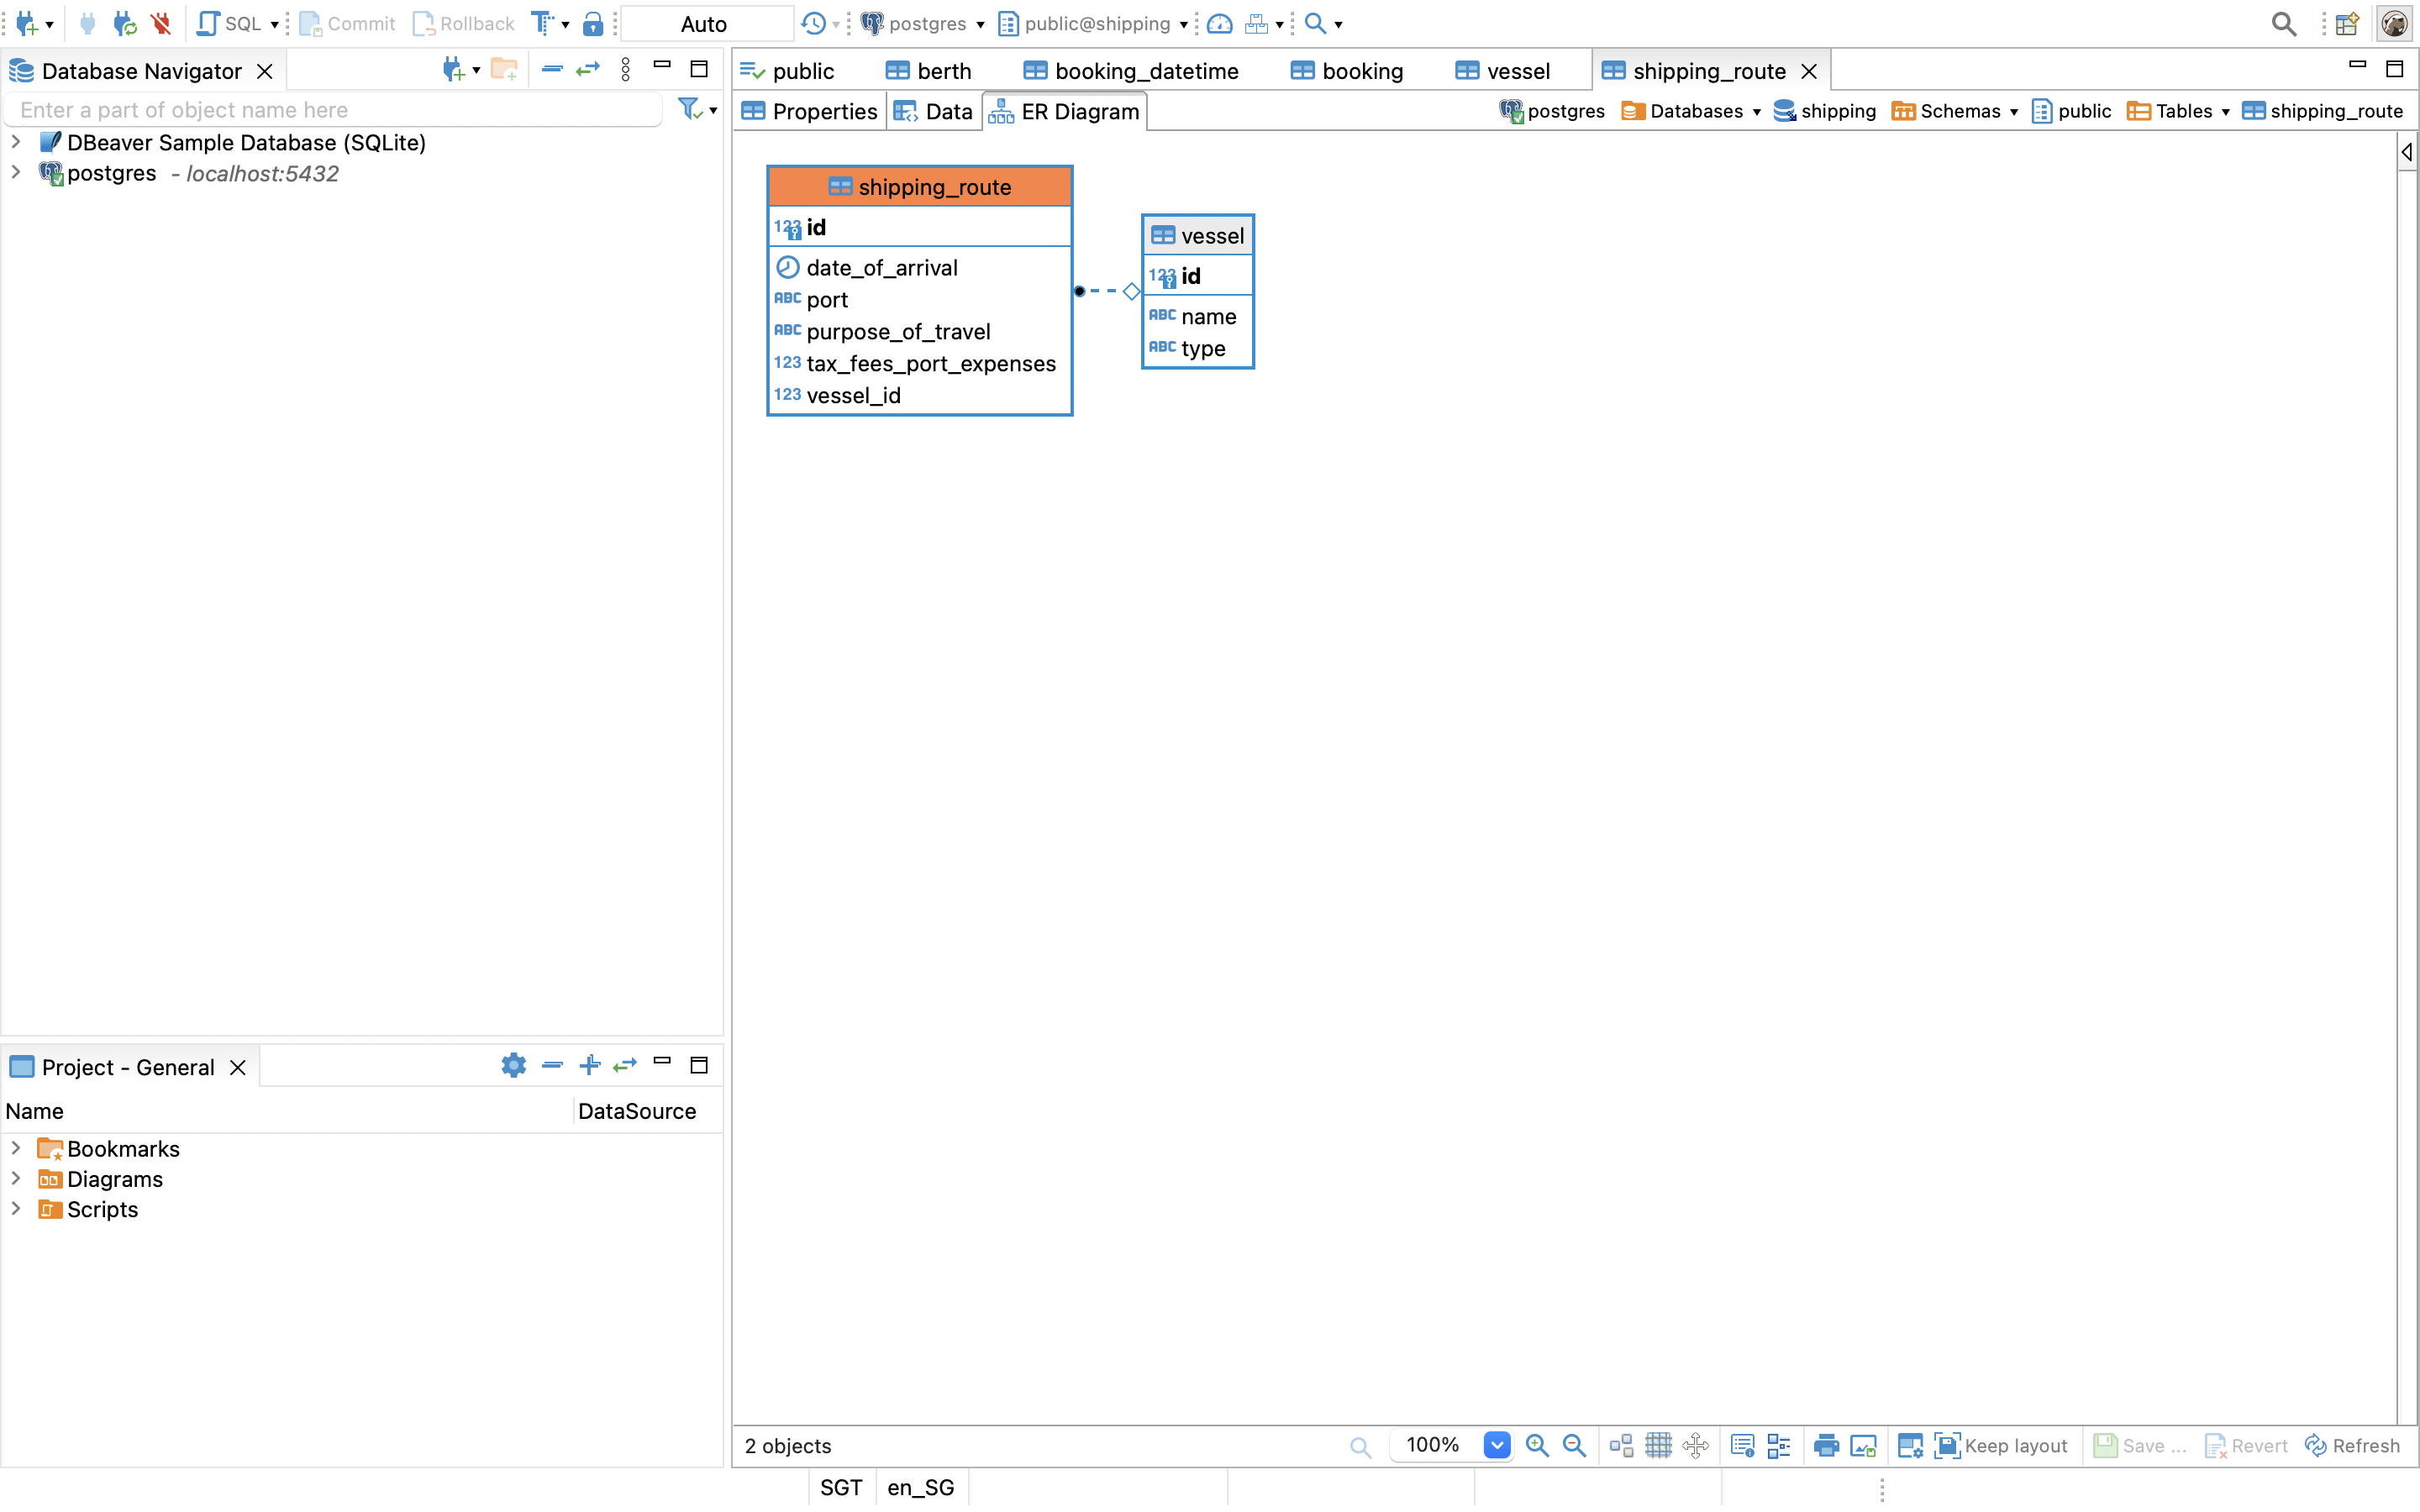 SQL Commit Rollback Auto postgres public@shipping
Database Navigator
Enter a part of object name here
DBeaver Sample Database (SQLite)
postgres - localhost:5432
public berth booking_datetime booking vessel shipping_route
Properties Data ER Diagram postgres Databases shipping Schemas public Tables shipping_route
shipping_route
123 id
date_of_arrival
ABC port
ABC purpose_of_travel
123 tax_fees_port_expenses
123 vessel_id
vessel
123 id
ABC name
ABC type
Project - General
Name DataSource
Bookmarks
Diagrams
Scripts
2 objects 100% Keep layout Save ... Revert Refresh
SGT en_SG